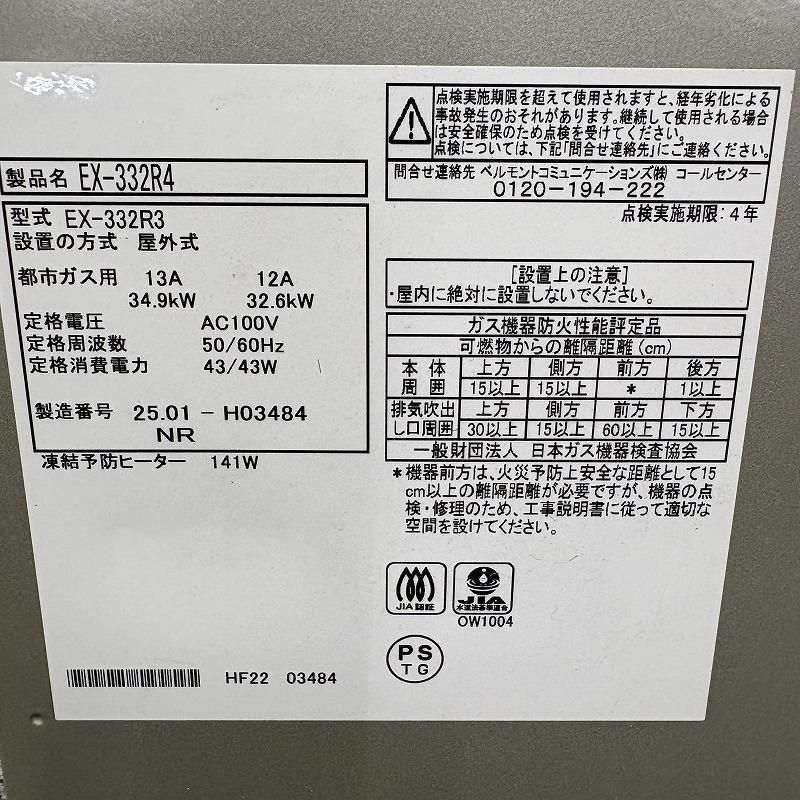 製品名 EX-332R4
型式 EX-332R3
設置の方式 屋外式
都市ガス用 13A 12A
34.9kW 32.6kW
定格電圧 AC100V
定格周波数 50/60Hz
定格消費電力 43/43W
製造番号 25.01 - H03484
NR
凍結予防ヒーター 141W
HF22 03484
点検実施期限を超えて使用されますと、経年劣化による
事故発生のおそれがあります。継続して使用される場合
は安全確保のため点検を受けてください。
点検については、下記「問合せ連絡先」にご連絡ください。
問合せ連絡先 ベルモントコミュニケーションズ㈱ コールセンター
0120-194-222
点検実施期限:4年
[設置上の注意]
・屋内に絶対に設置しないでください。
ガス機器防火性能評定品
可燃物からの離隔距離(cm)
本体 上方 側方 前方 後方
周囲 15以上 15以上 * 1以上
排気吹出 上方 側方 前方 下方
し口周囲 30以上 15以上 60以上 15以上
一般財団法人 日本ガス機器検査協会
*機器前方は、火災予防上安全な距離として15
cm以上の離隔距離が必要ですが、機器の点
検・修理のため、工事説明書に従って適切な
空間を設けてください。
JIA認証
JIA
水道法基準適合
OW1004
PS
TG